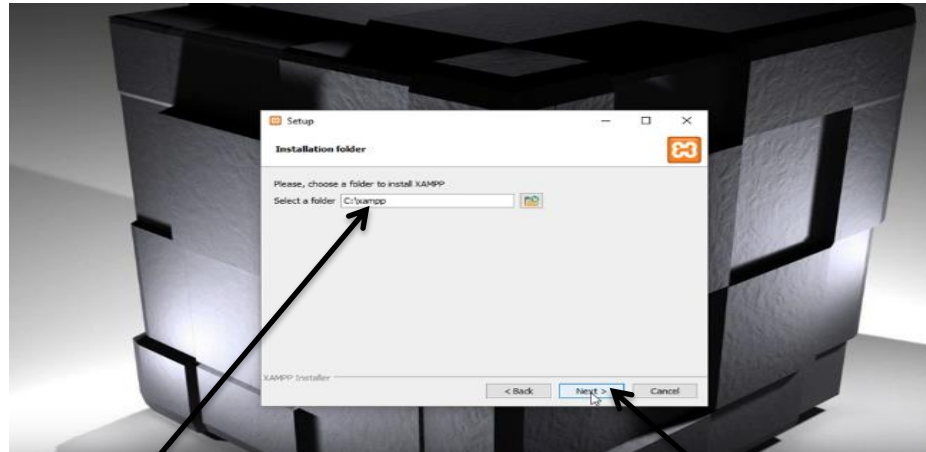 Setup
Installation folder
Please, choose a folder to install XAMPP
Select a folder C:\xampp
XAMPP Installer
< Back Next > Cancel